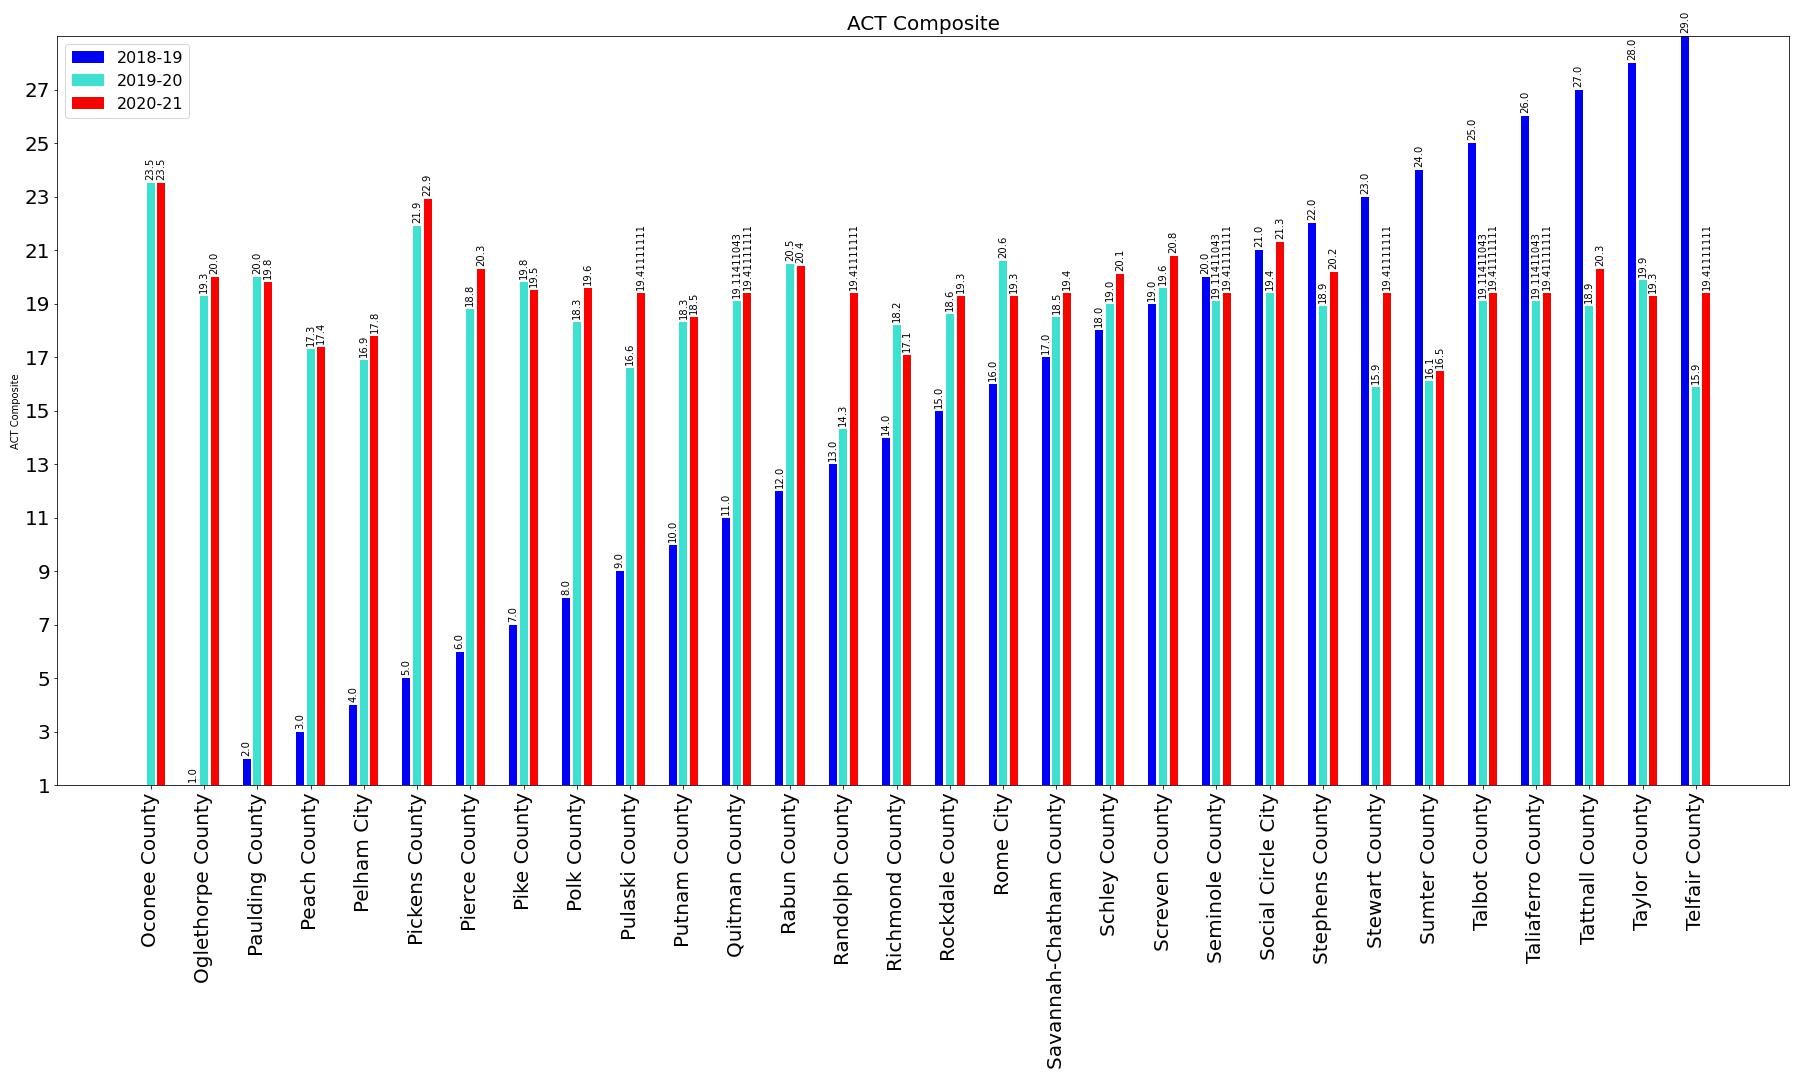 ACT Composite
2018-19
2019-20
2020-21
ACT Composite
27
25
23
21
19
17
15
13
11
9
7
5
3
1
23.5 23.5
1.0 19.3 20.0
2.0 20.0 19.8
3.0 17.3 17.4
4.0 16.9 17.8
5.0 21.9 22.9
6.0 18.8 20.3
7.0 19.8 19.5
8.0 18.3 19.6
9.0 16.6 19.41111111
10.0 18.3 18.5
11.0 19.11411043 19.41111111
12.0 20.5 20.4
13.0 14.3 19.41111111
14.0 18.2 17.1
15.0 18.6 19.3
16.0 20.6 19.3
17.0 18.5 19.4
18.0 19.0 20.1
19.0 19.6 20.8
20.0 19.11411043 19.41111111
21.0 19.4 21.3
22.0 18.9 20.2
23.0 15.9 19.41111111
24.0 16.1 16.5
25.0 19.11411043 19.41111111
26.0 19.11411043 19.41111111
27.0 18.9 20.3
28.0 19.9 19.3
29.0 15.9 19.41111111
Oconee County
Oglethorpe County
Paulding County
Peach County
Pelham City
Pickens County
Pierce County
Pike County
Polk County
Pulaski County
Putnam County
Quitman County
Rabun County
Randolph County
Richmond County
Rockdale County
Rome City
Savannah-Chatham County
Schley County
Screven County
Seminole County
Social Circle City
Stephens County
Stewart County
Sumter County
Talbot County
Taliaferro County
Tattnall County
Taylor County
Telfair County